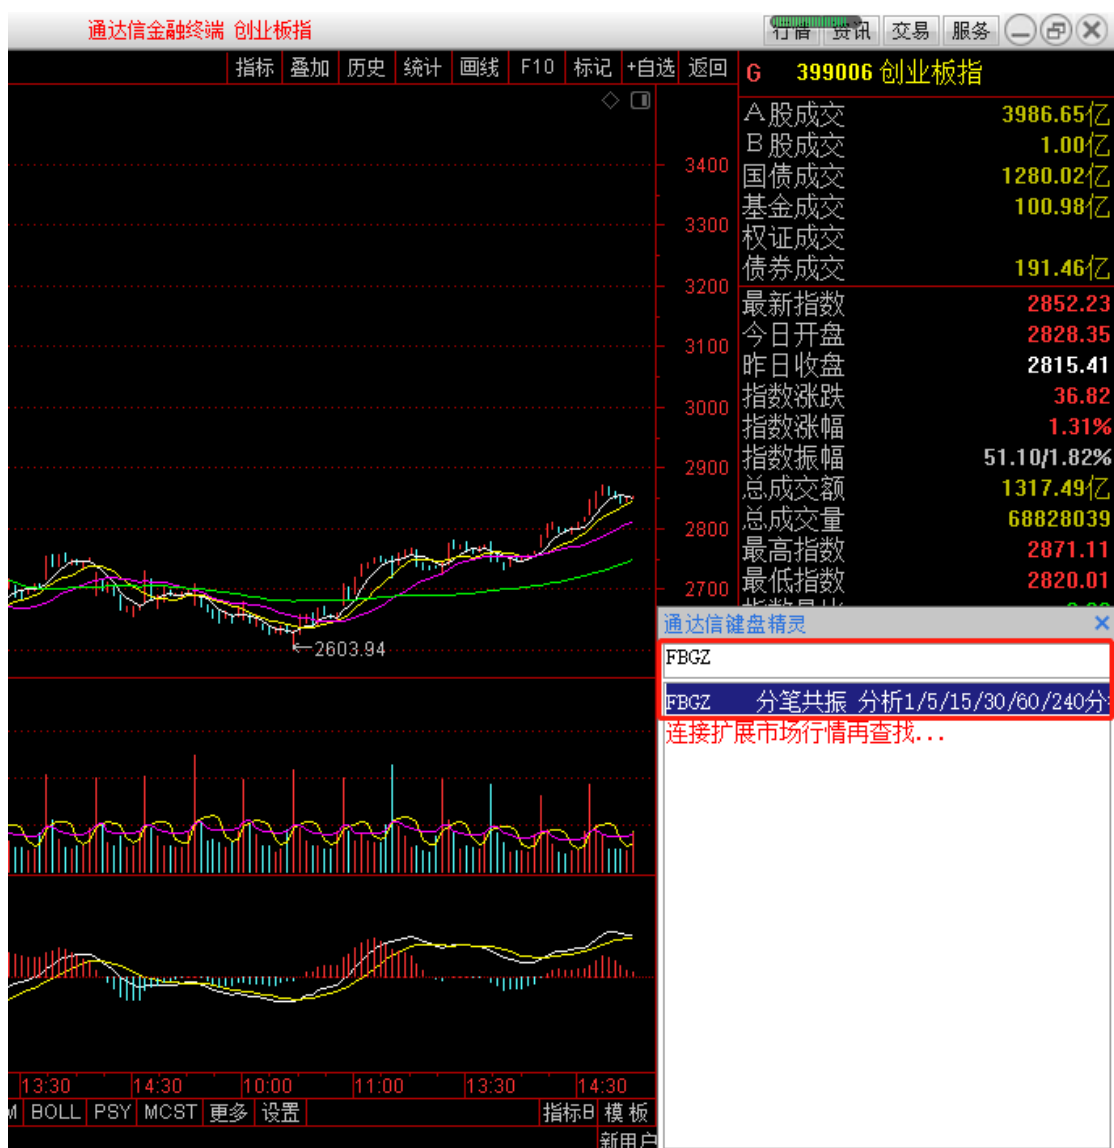 通达信金融终端 创业板指
行情 资讯 交易 服务
指标 叠加 历史 统计 画线 F10 标记 +自选 返回
G 399006 创业板指
A股成交 3986.65亿
B股成交 1.00亿
国债成交 1280.02亿
基金成交 100.98亿
权证成交
债券成交 191.46亿
最新指数 2852.23
今日开盘 2828.35
昨日收盘 2815.41
指数涨跌 36.82
指数涨幅 1.31%
指数振幅 51.10/1.82%
总成交额 1317.49亿
总成交量 68828039
最高指数 2871.11
最低指数 2820.01
3400
3300
3200
3100
3000
2900
2800
2700
2603.94
通达信键盘精灵 ×
FBGZ
FBGZ 分笔共振 分析1/5/15/30/60/240分
连接扩展市场行情再查找...
13:30 14:30 10:00 11:00 13:30 14:30
M BOLL PSY MCST 更多 设置 指标B 模板
新用户